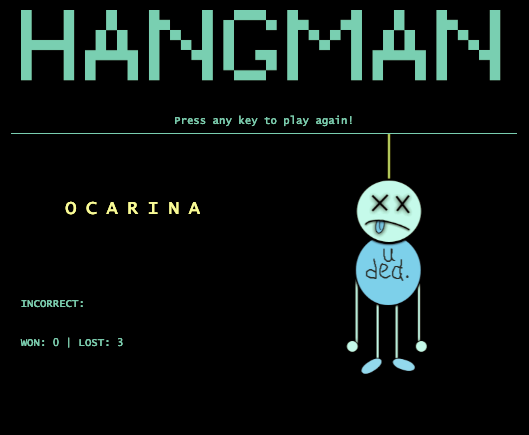 HANGMAN
Press any key to play again!
O C A R I N A
u
ded.
INCORRECT:
WON: 0 | LOST: 3